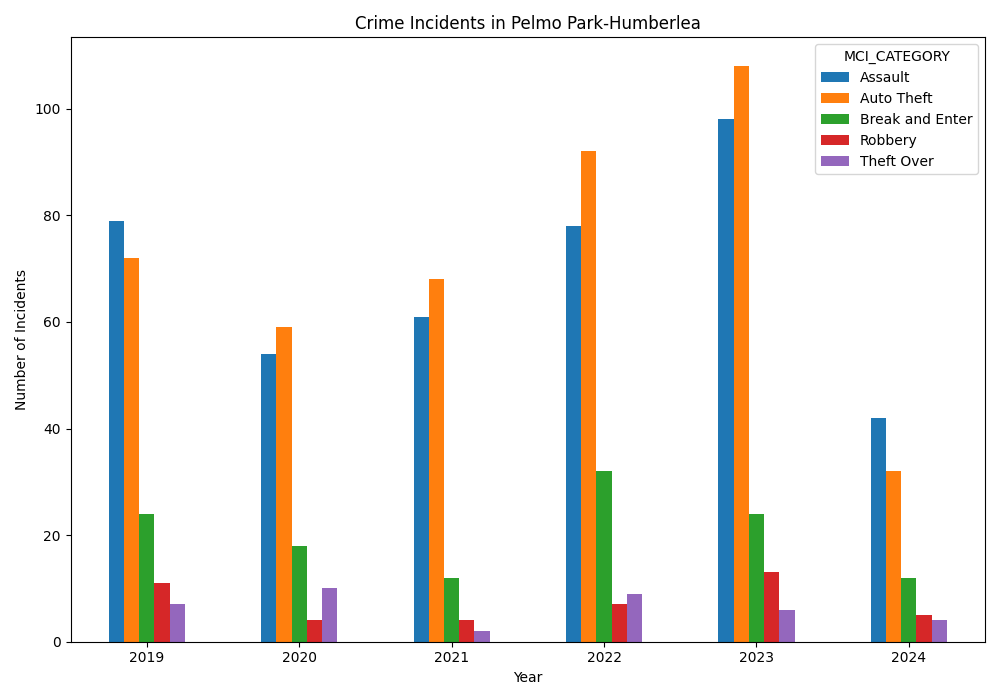 Crime Incidents in Pelmo Park-Humberlea
MCI_CATEGORY
Assault
Auto Theft
Break and Enter
Robbery
Theft Over
Number of Incidents
100
80
60
40
20
0
2019 2020 2021 2022 2023 2024
Year